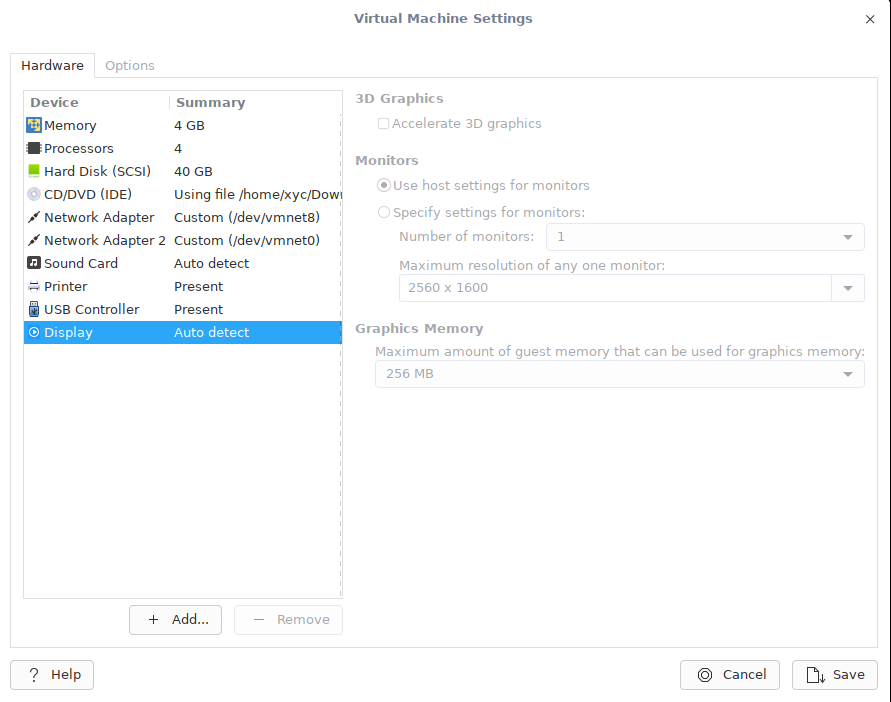 Virtual Machine Settings
Hardware Options
Device Summary
Memory 4 GB
Processors 4
Hard Disk (SCSI) 40 GB
CD/DVD (IDE) Using file /home/xyc/Dow
Network Adapter Custom (/dev/vmnet8)
Network Adapter 2 Custom (/dev/vmnet0)
Sound Card Auto detect
Printer Present
USB Controller Present
Display Auto detect
Add... Remove
3D Graphics
Accelerate 3D graphics
Monitors
Use host settings for monitors
Specify settings for monitors:
Number of monitors: 1
Maximum resolution of any one monitor:
2560 x 1600
Graphics Memory
Maximum amount of guest memory that can be used for graphics memory:
256 MB
Help Cancel Save